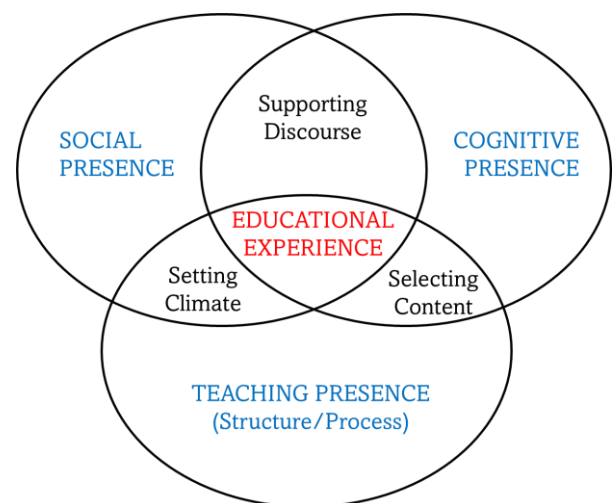 Supporting
Discourse
SOCIAL
PRESENCE
COGNITIVE
PRESENCE
EDUCATIONAL
EXPERIENCE
Setting
Climate
Selecting
Content
TEACHING PRESENCE
(Structure/Process)